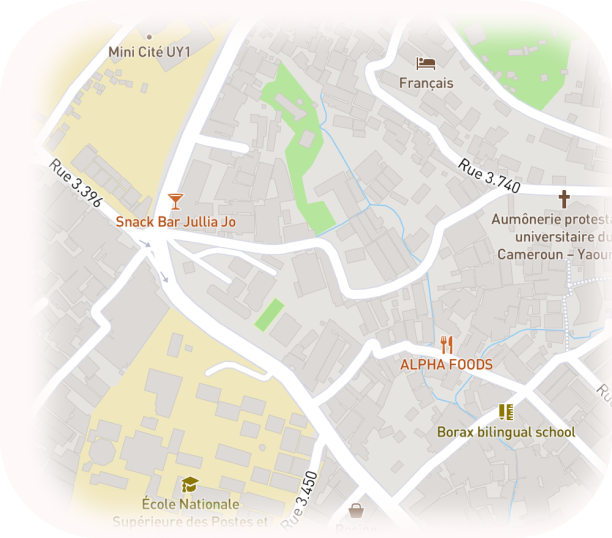 Mini Cité UY1
Français
Rue 3.396
Rue 3.740
Snack Bar Jullia Jo
Aumônerie
universitaire du
Cameroun – Yaou
ALPHA FOODS
Borax bilingual school
École Nationale
Supérieure des Postes et
Rue 3.450